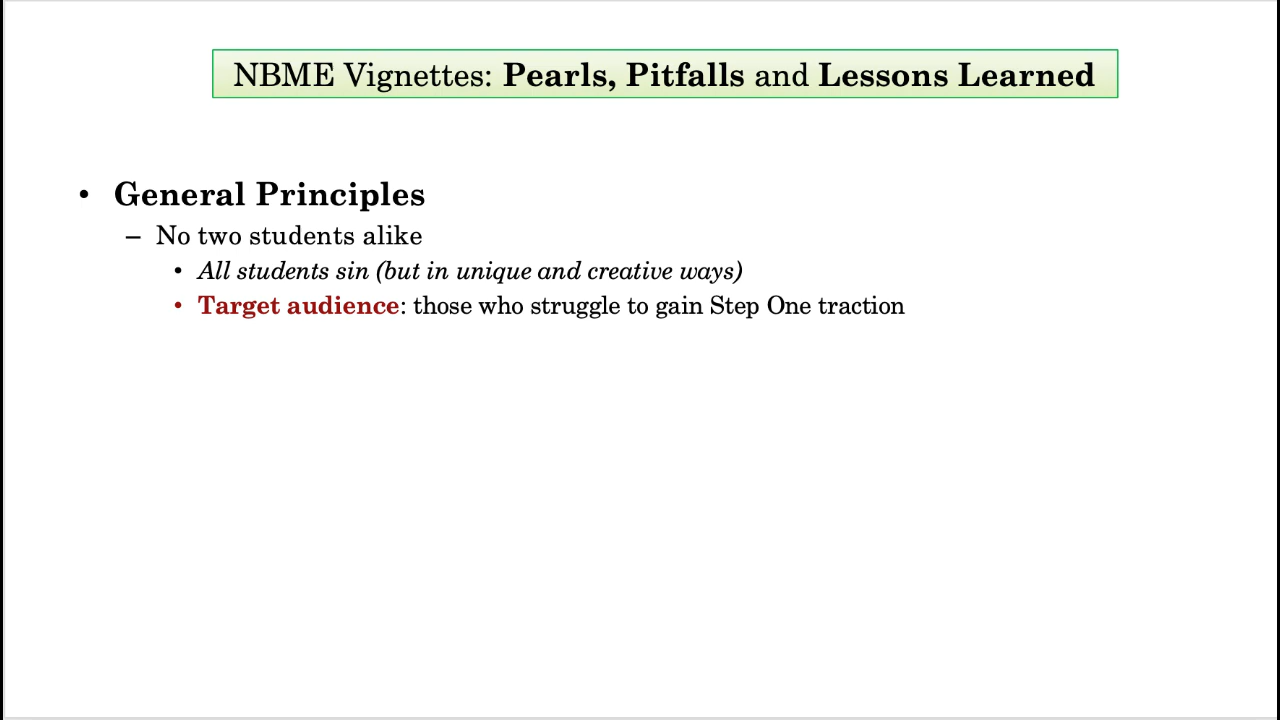 NBME Vignettes: Pearls, Pitfalls and Lessons Learned
• General Principles
– No two students alike
• All students sin (but in unique and creative ways)
• Target audience: those who struggle to gain Step One traction